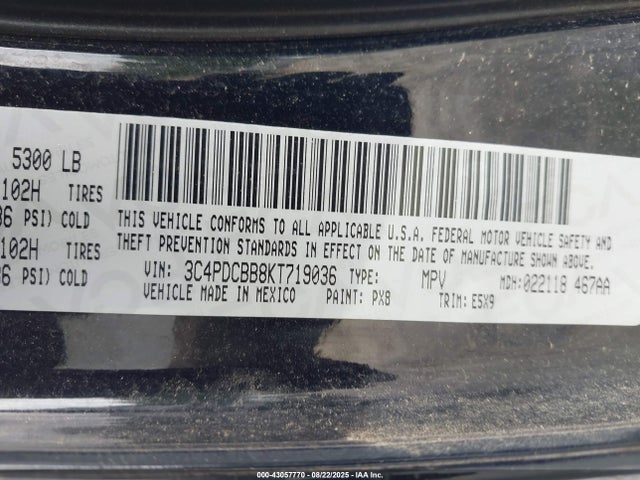 5300 LB
102H TIRES
36 PSI) COLD
102H TIRES
36 PSI) COLD
THIS VEHICLE CONFORMS TO ALL APPLICABLE U.S.A. FEDERAL MOTOR VEHICLE SAFETY AND
THEFT PREVENTION STANDARDS IN EFFECT ON THE DATE OF MANUFACTURE SHOWN ABOVE.
VIN: 3C4PDCBB8KT719036 TYPE: MPV MDH:022118 467AA
VEHICLE MADE IN MEXICO PAINT: PX8 TRIM: E5X9
000-43057770 - 08/22/2025 - © IAA Inc.